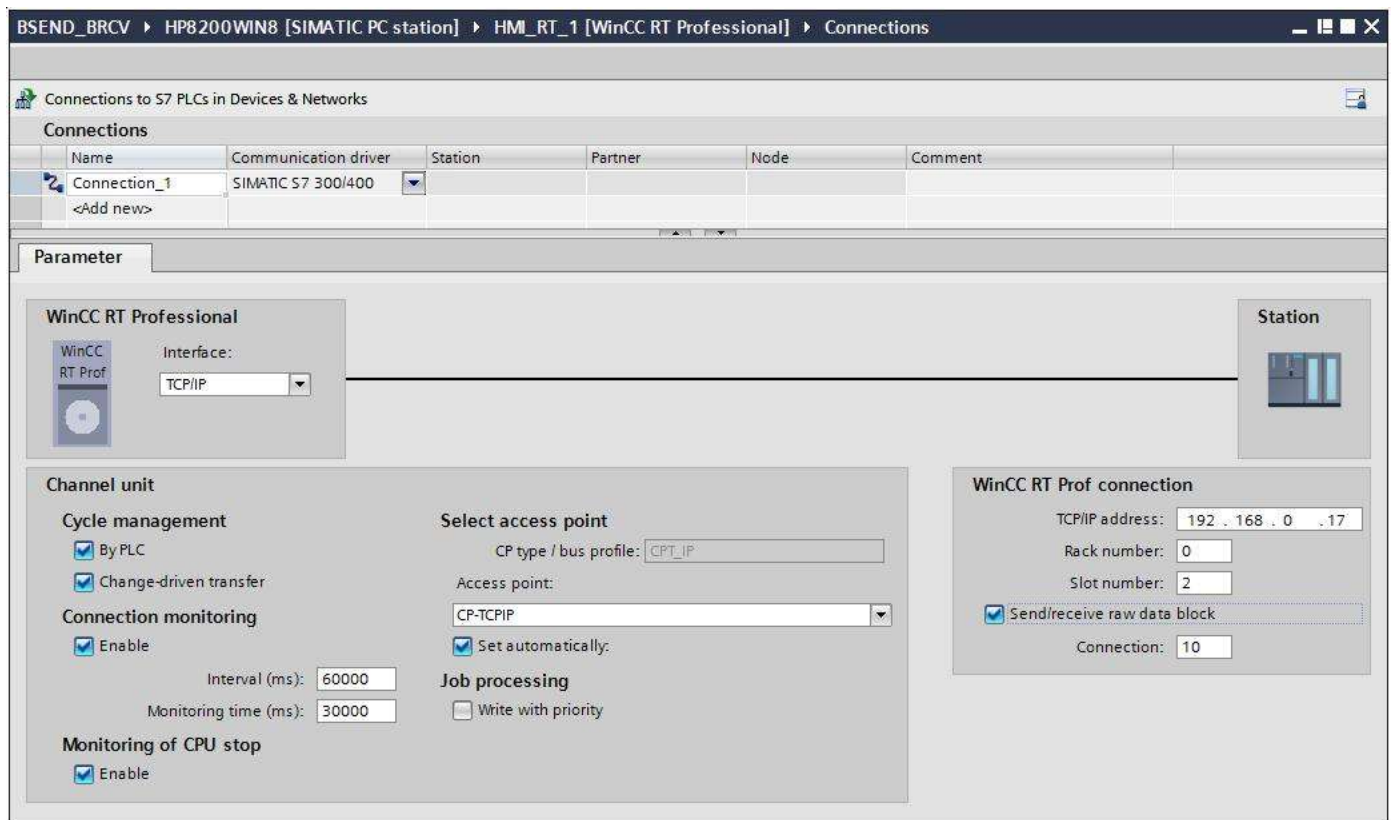 BSEND_BRCV ▸ HP8200WIN8 [SIMATIC PC station] ▸ HMI_RT_1 [WinCC RT Professional] ▸ Connections
Connections to S7 PLCs in Devices & Networks
Connections
Name Communication driver Station Partner Node Comment
Connection_1 SIMATIC S7 300/400
<Add new>
Parameter
WinCC RT Professional
WinCC
RT Prof
Interface:
TCP/IP
Station
Channel unit
Cycle management
By PLC
Change-driven transfer
Connection monitoring
Enable
Interval (ms): 60000
Monitoring time (ms): 30000
Monitoring of CPU stop
Enable
Select access point
CP type / bus profile: CPT_IP
Access point:
CP-TCPIP
Set automatically:
Job processing
Write with priority
WinCC RT Prof connection
TCP/IP address: 192 . 168 . 0 . 17
Rack number: 0
Slot number: 2
Send/receive raw data block
Connection: 10